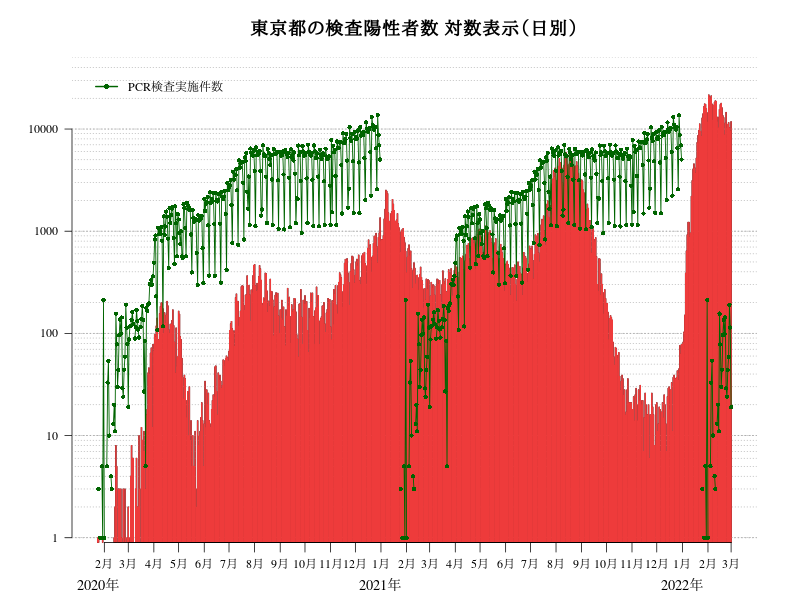 東京都の検査陽性者数 対数表示（日別）
PCR検査実施件数
10000
1000
100
10
1
2月 3月 4月 5月 6月 7月 8月 9月 10月 11月 12月 1月 2月 3月 4月 5月 6月 7月 8月 9月 10月 11月 12月 1月 2月 3月
2020年 2021年 2022年